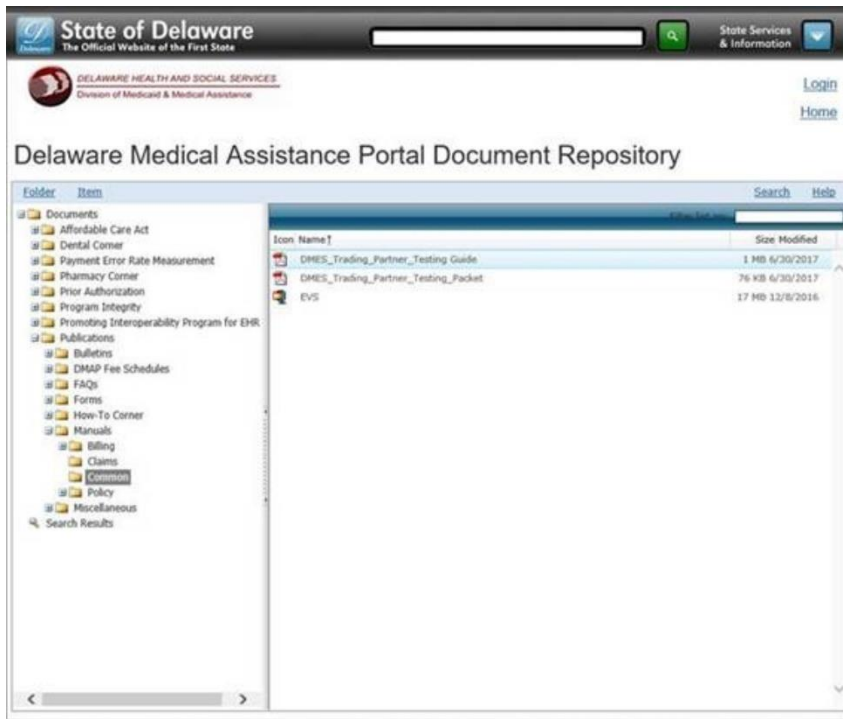 State of Delaware
The Official Website of the First State
Delaware
State Services
& Information
DELAWARE HEALTH AND SOCIAL SERVICES
Division of Medicaid & Medical Assistance
Login
Home
Delaware Medical Assistance Portal Document Repository
Folder Item Search Help
Documents
Affordable Care Act
Dental Corner
Payment Error Rate Measurement
Pharmacy Corner
Prior Authorization
Program Integrity
Promoting Interoperability Program for EHR
Publications
Bulletins
DMAP Fee Schedules
FAQs
Forms
How-To Corner
Manuals
Billing
Claims
Common
Policy
Miscellaneous
Search Results
Icon Name↑ Size Modified
DMES_Trading_Partner_Testing Guide 1 MB 6/30/2017
DMES_Trading_Partner_Testing_Packet 76 KB 6/30/2017
EVS 17 MB 12/8/2016